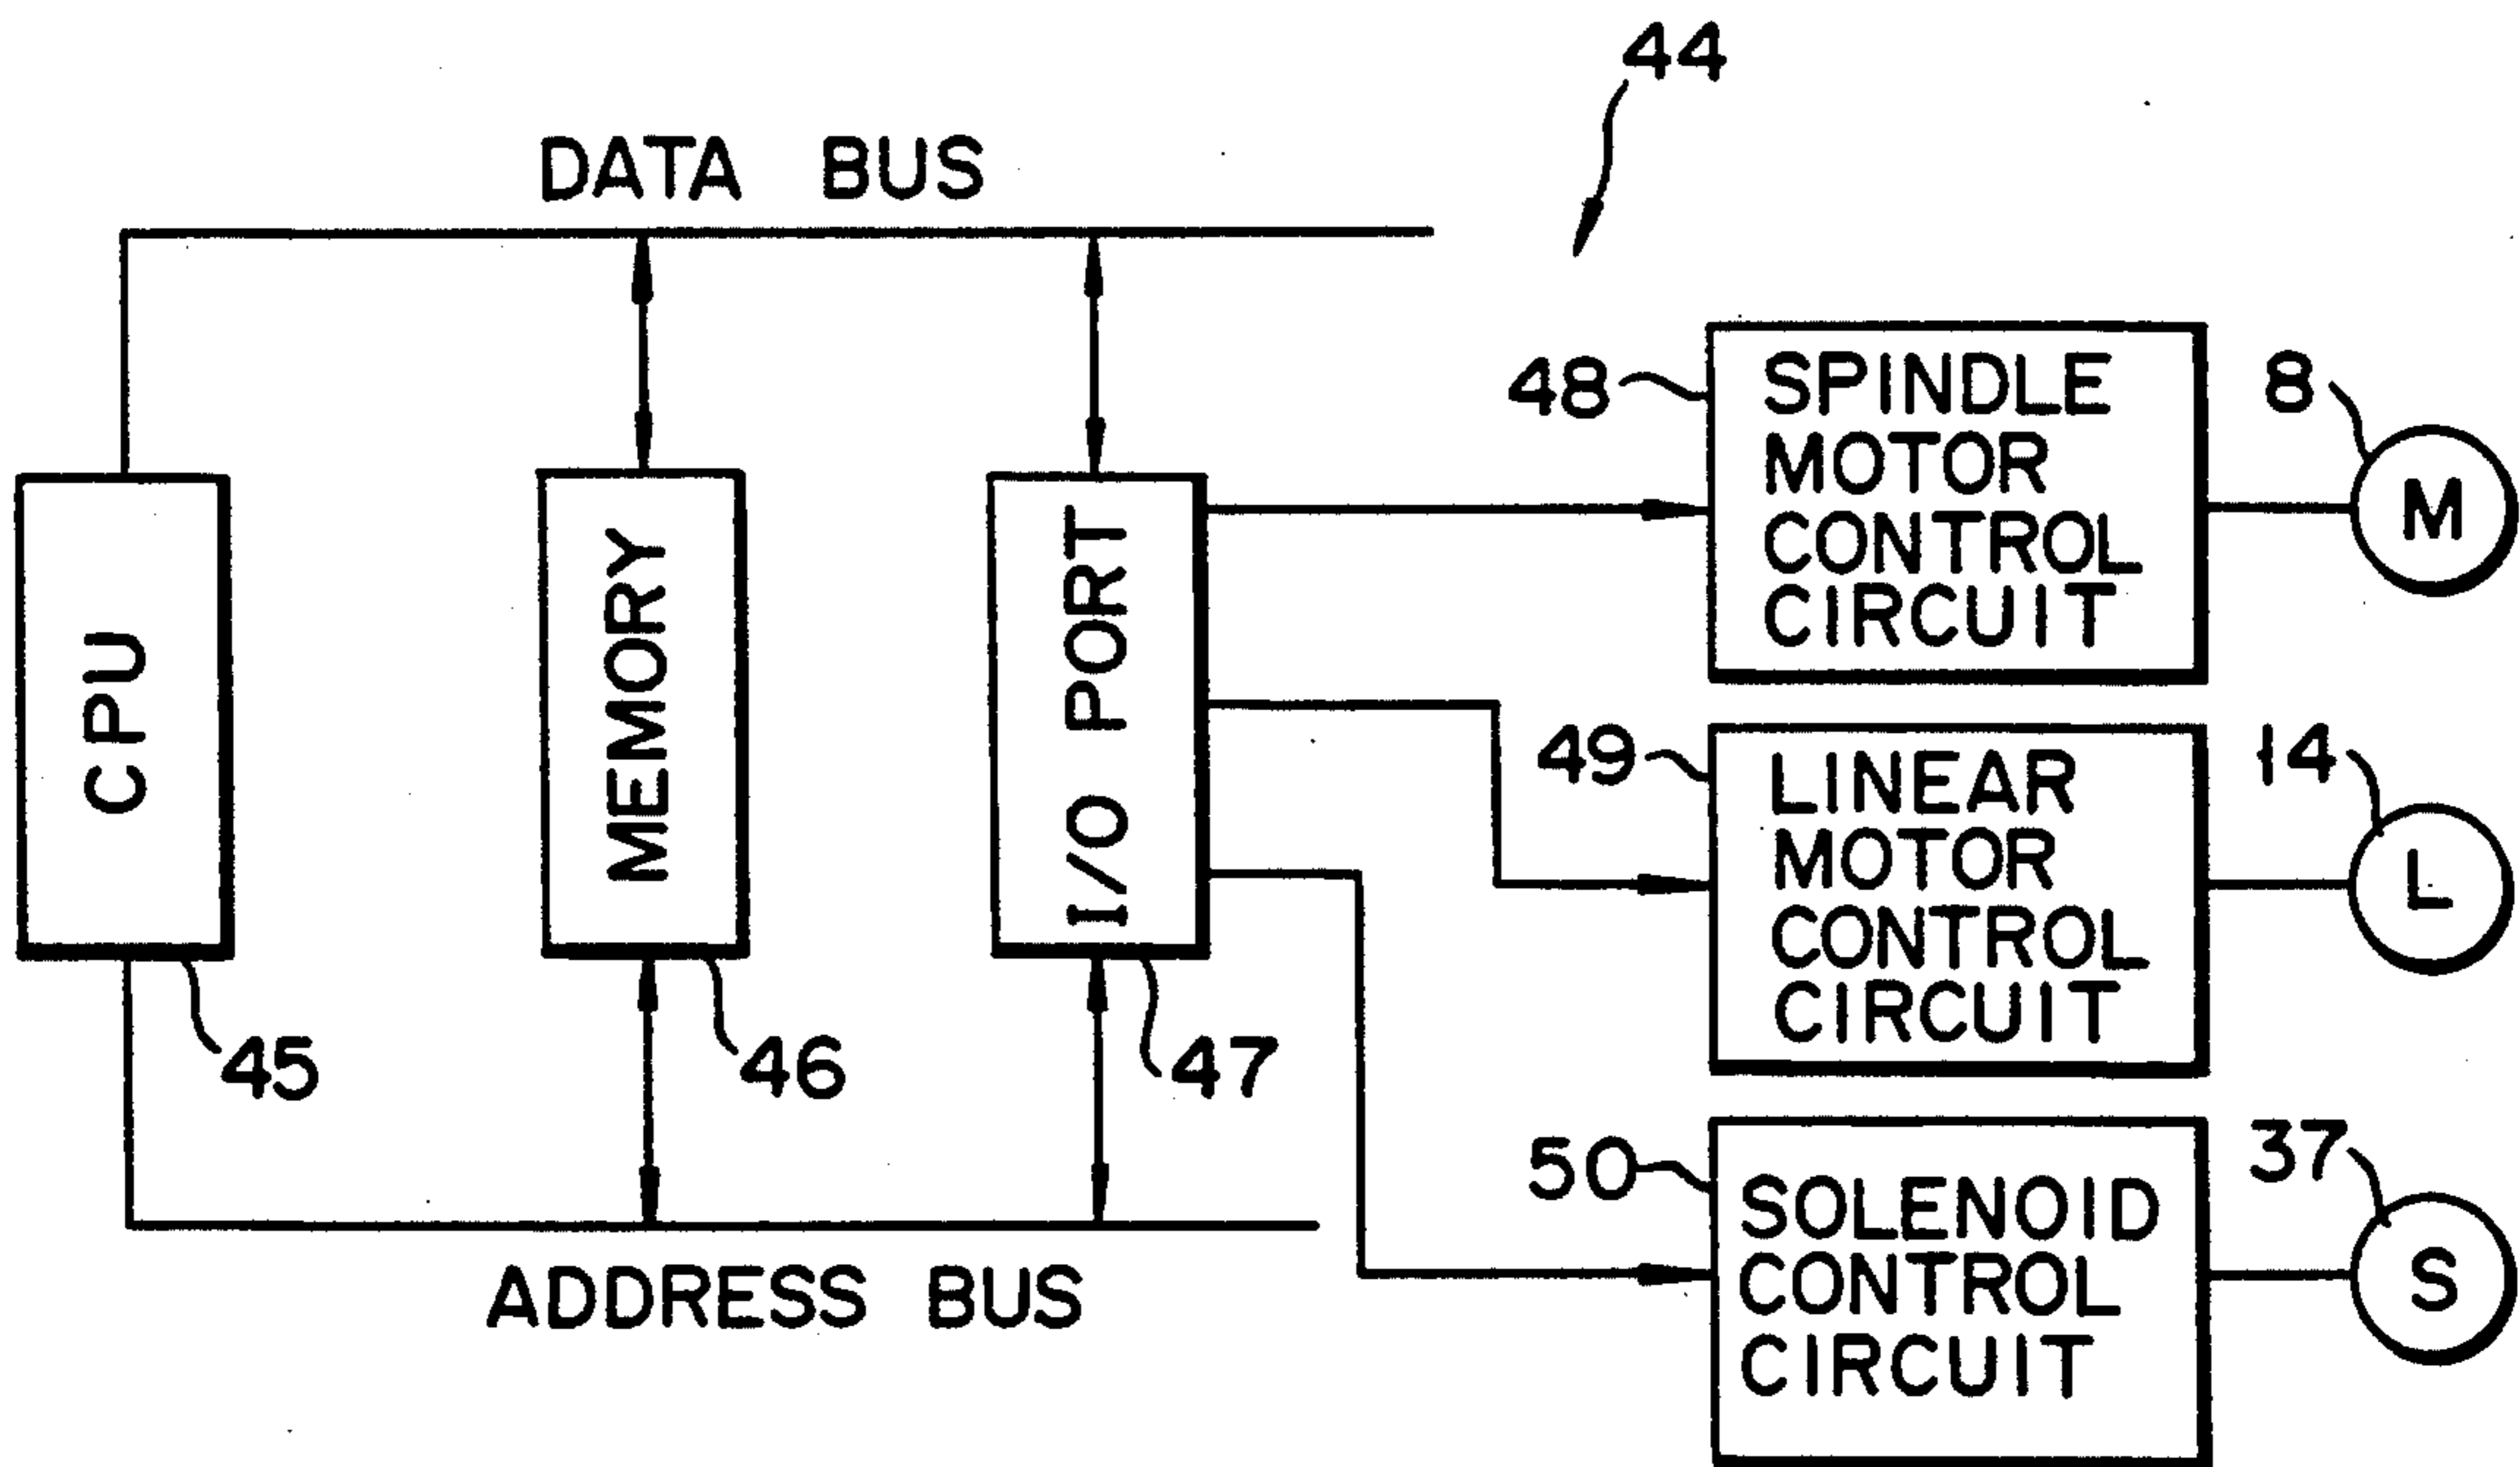 44
DATA BUS
CPU
45
MEMORY
46
I/O PORT
47
ADDRESS BUS
48
SPINDLE
MOTOR
CONTROL
CIRCUIT
8
M
49
LINEAR
MOTOR
CONTROL
CIRCUIT
14
L
50
SOLENOID
CONTROL
CIRCUIT
37
S